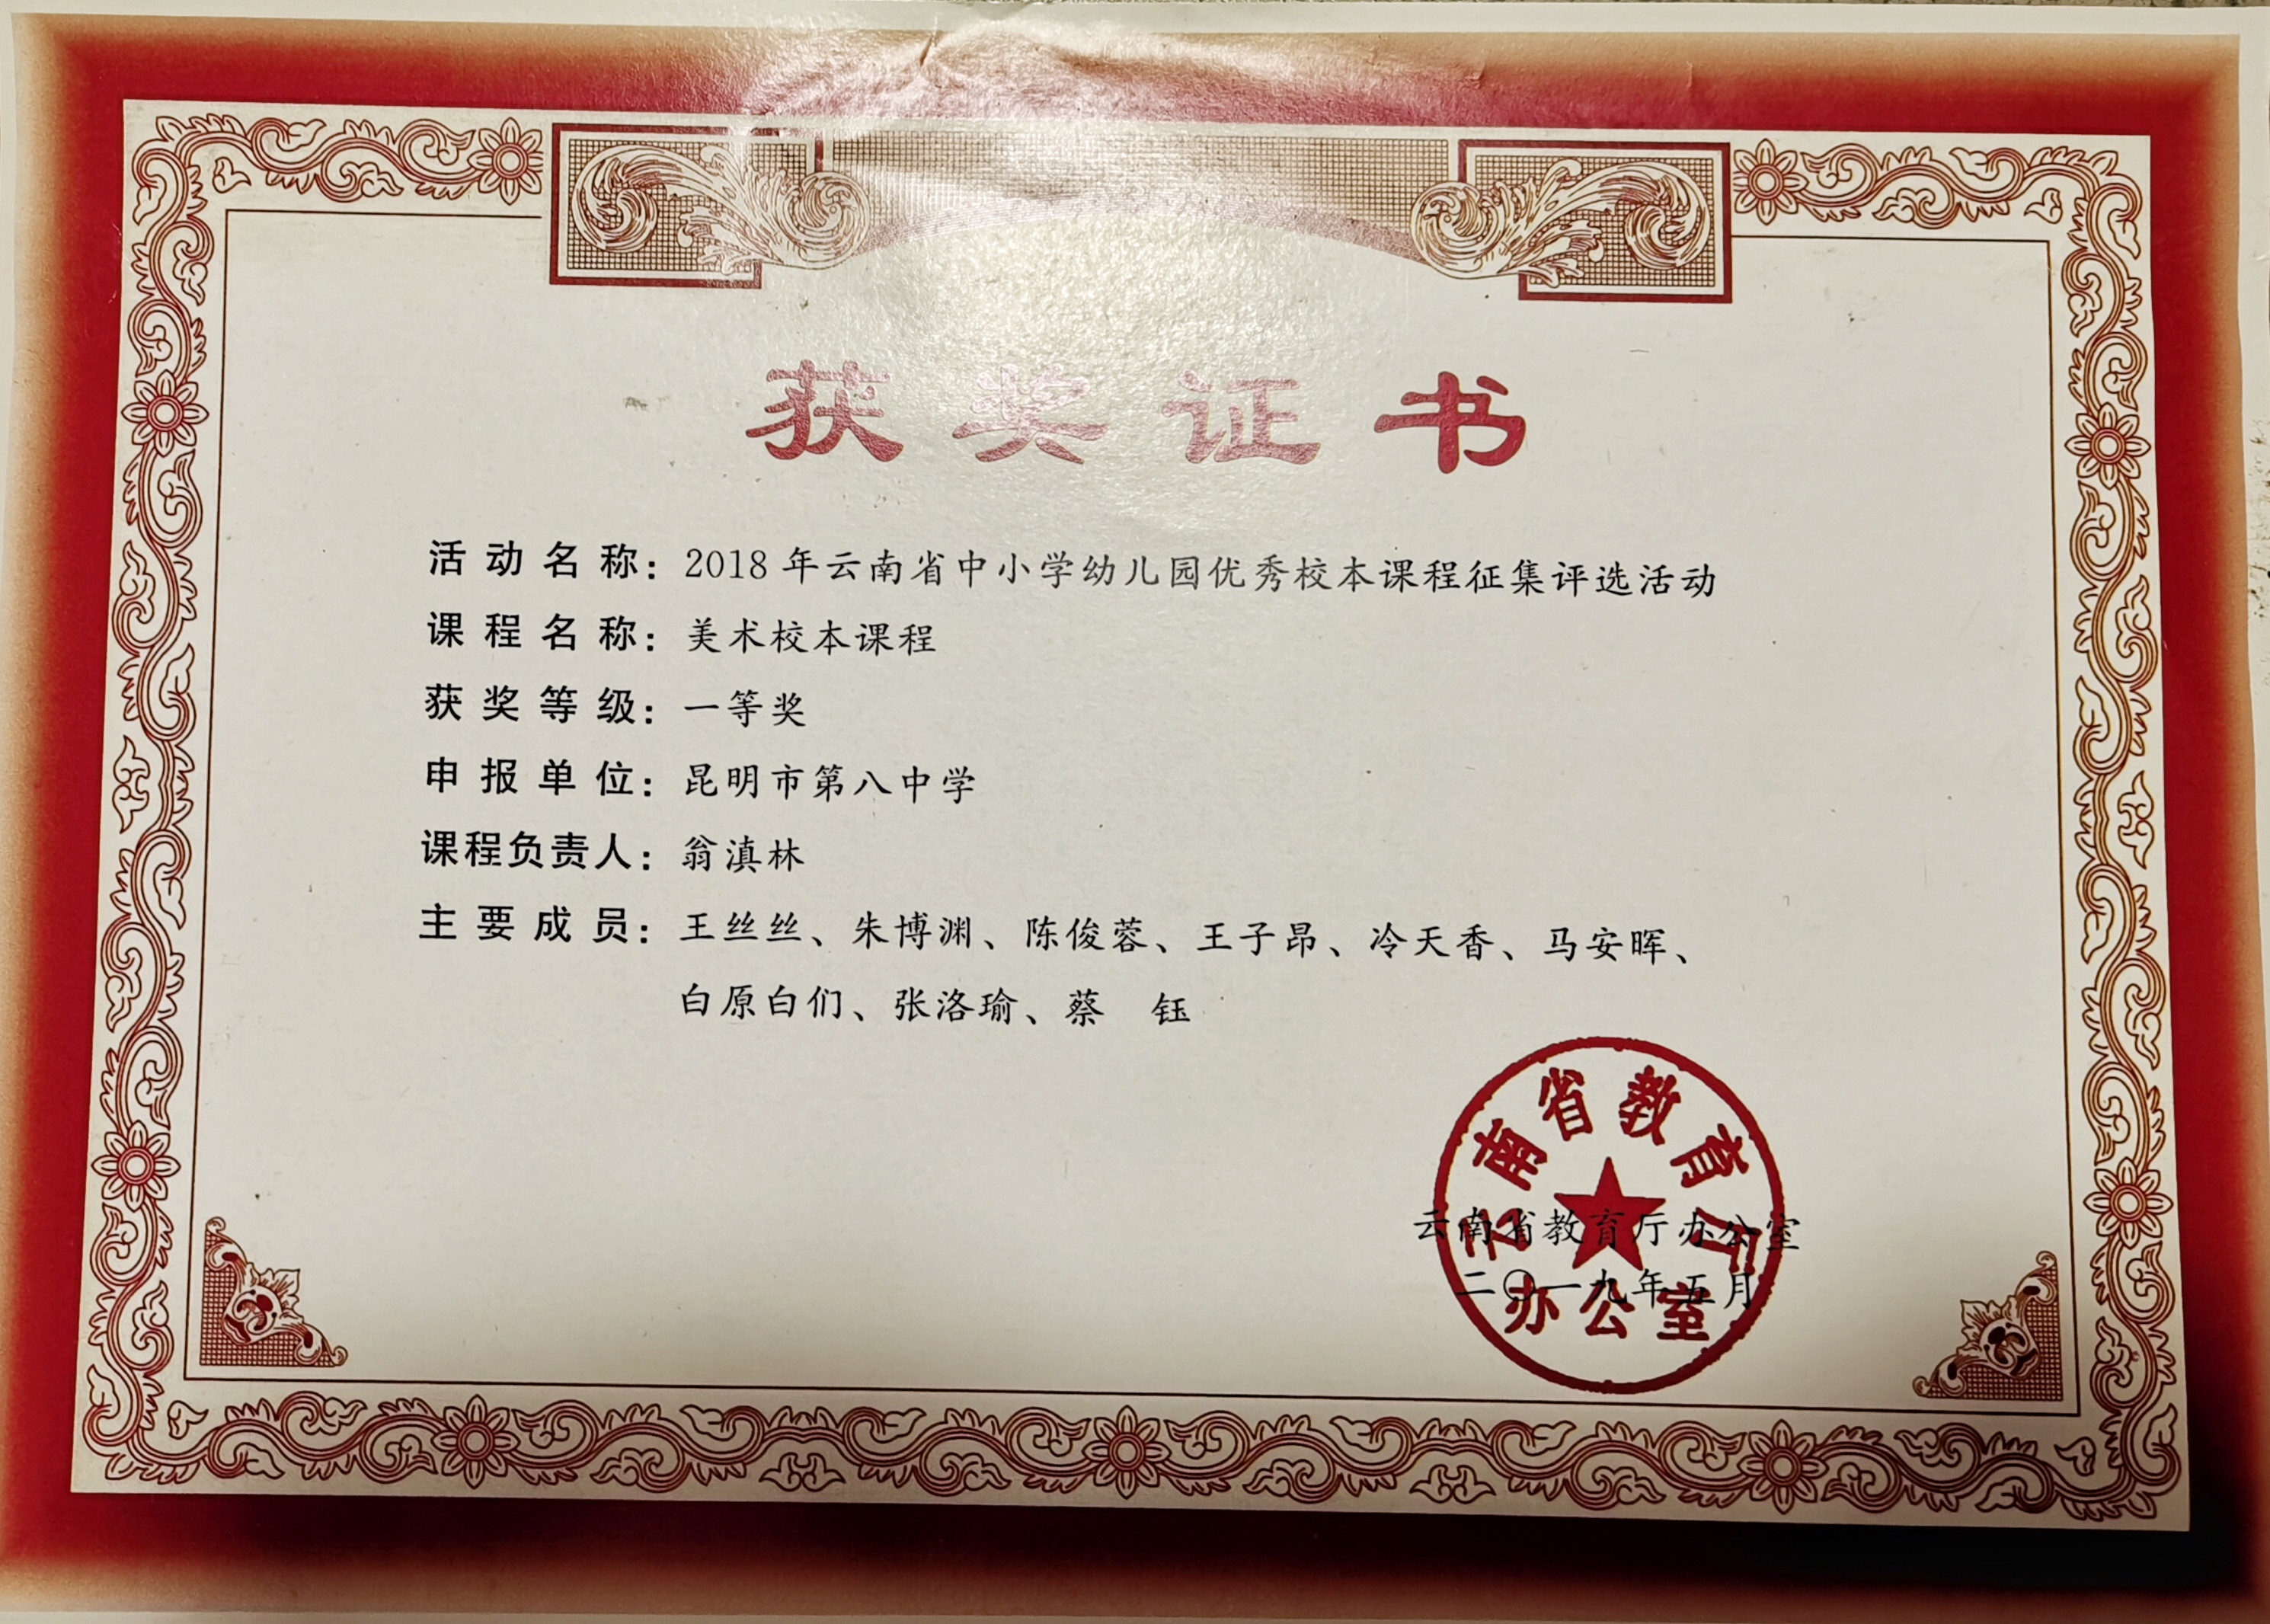 获奖证书
活动名称：2018年云南省中小学幼儿园优秀校本课程征集评选活动
课程名称：美术校本课程
获奖等级：一等奖
申报单位：昆明市第八中学
课程负责人：翁滇林
主要成员：王丝丝、朱博渊、陈俊蓉、王子昂、冷天香、马安晖、
白原白们、张洛瑜、蔡　钰
云南省教育厅
云南省教育厅办公室
二〇一九年五月
办公室